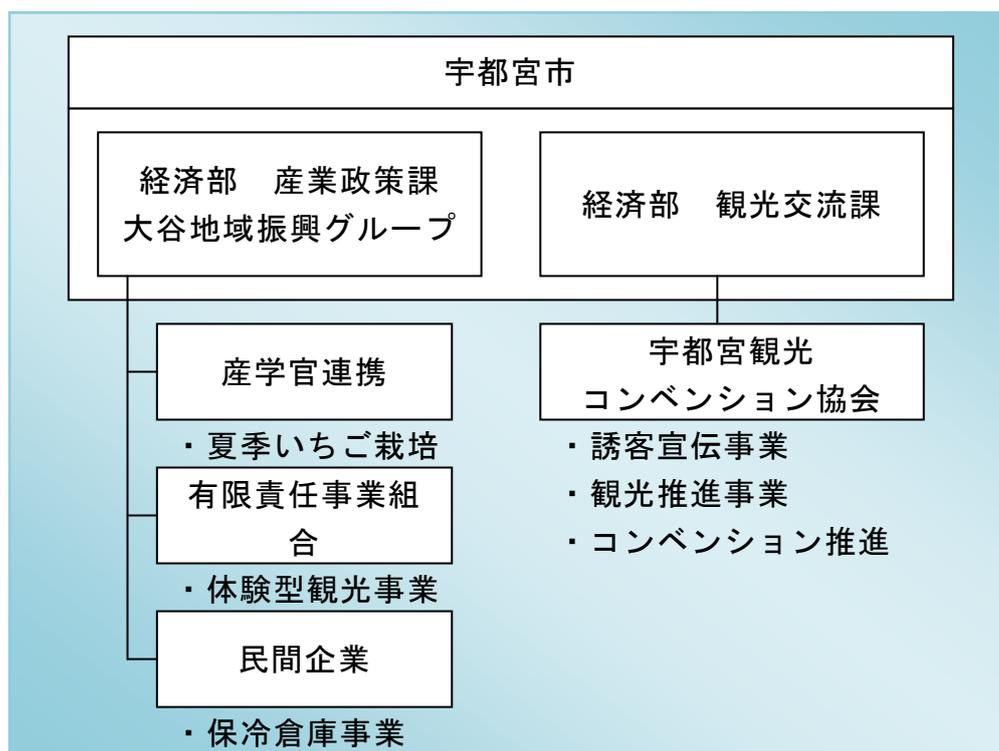 宇都宮市
経済部　産業政策課
大谷地域振興グループ
経済部　観光交流課
産学官連携
・夏季いちご栽培
有限責任事業組
合
・体験型観光事業
民間企業
・保冷倉庫事業
宇都宮観光
コンベンション協会
・誘客宣伝事業
・観光推進事業
・コンベンション推進